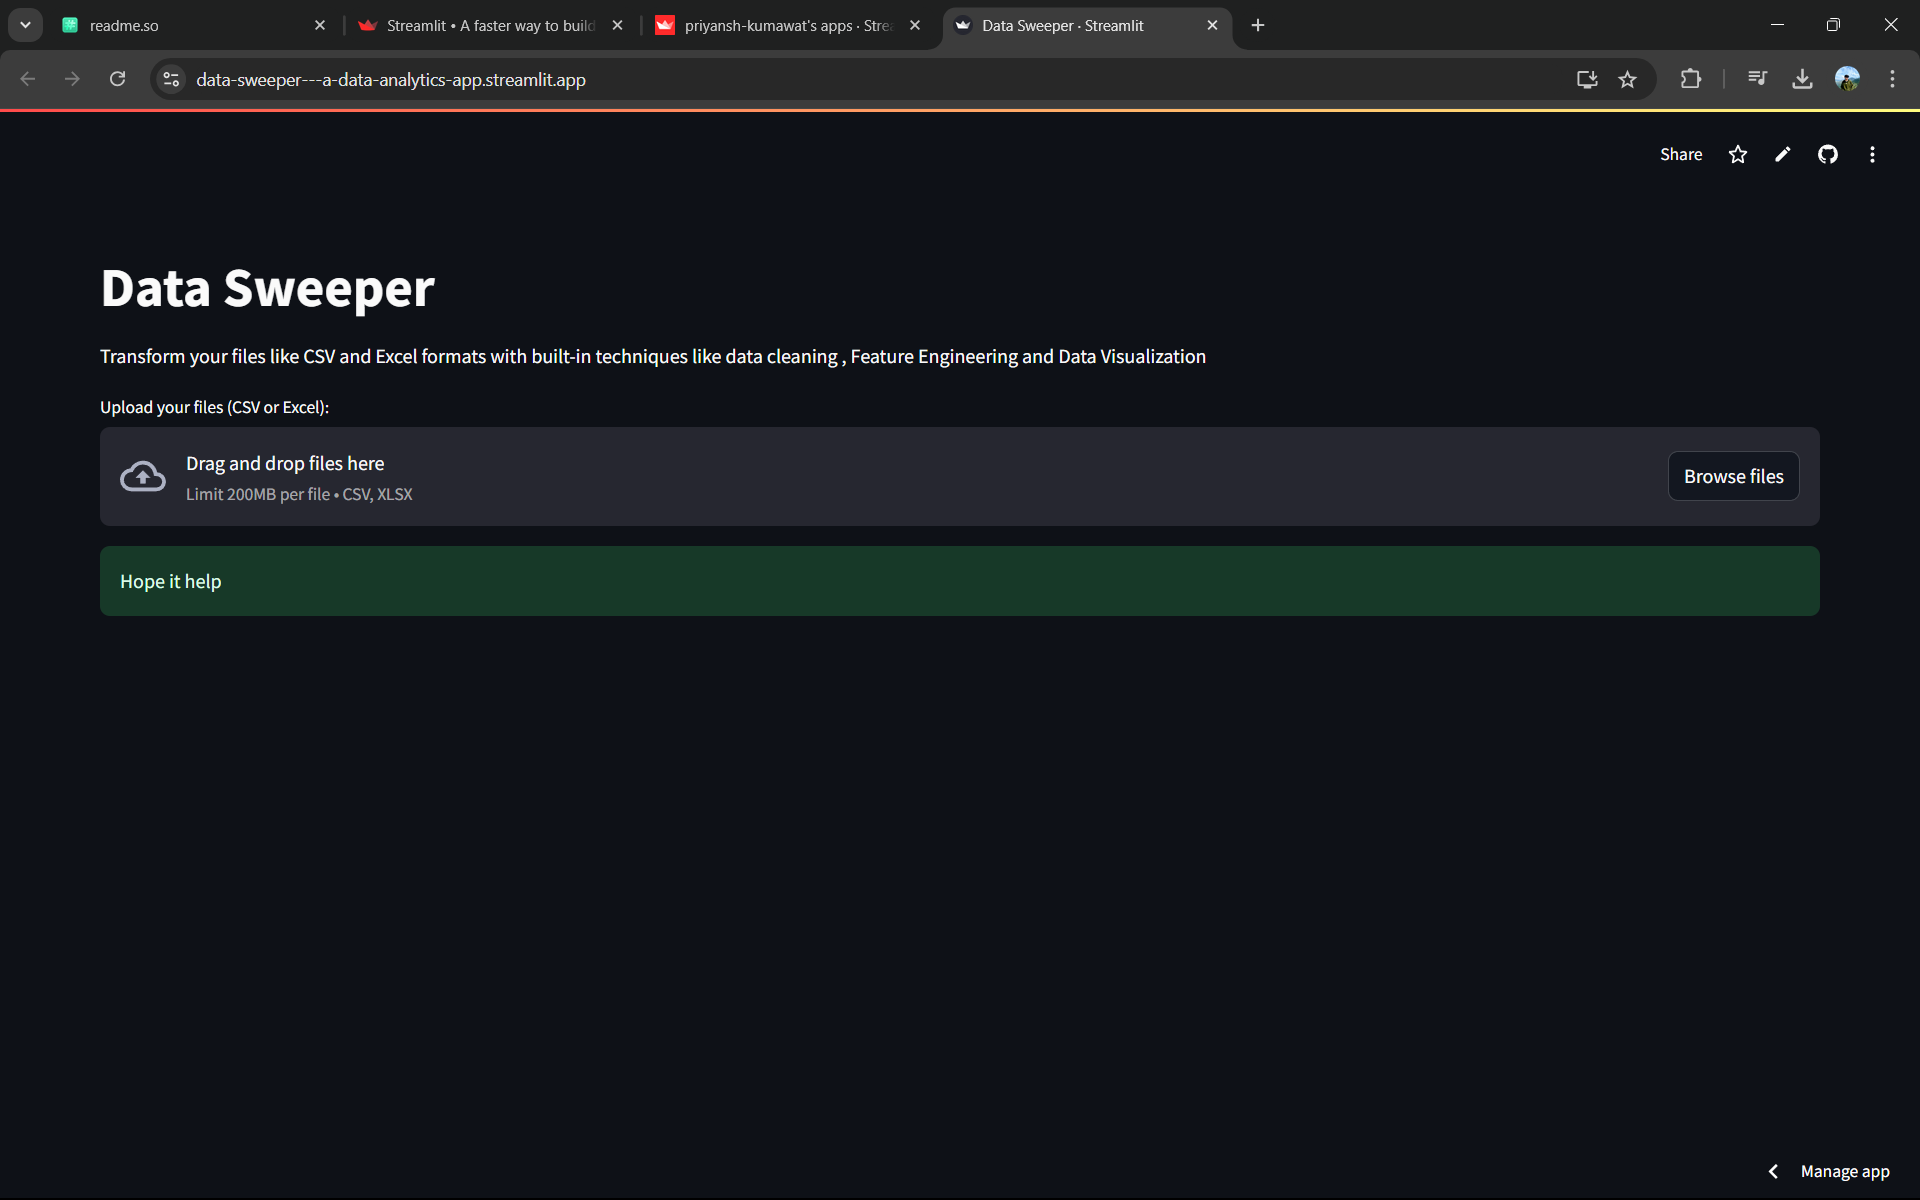 readme.so
Streamlit • A faster way to build
priyansh-kumawat's apps · Strea
Data Sweeper · Streamlit
data-sweeper---a-data-analytics-app.streamlit.app
Share
Data Sweeper
Transform your files like CSV and Excel formats with built-in techniques like data cleaning , Feature Engineering and Data Visualization
Upload your files (CSV or Excel):
Drag and drop files here
Limit 200MB per file • CSV, XLSX
Browse files
Hope it help
Manage app